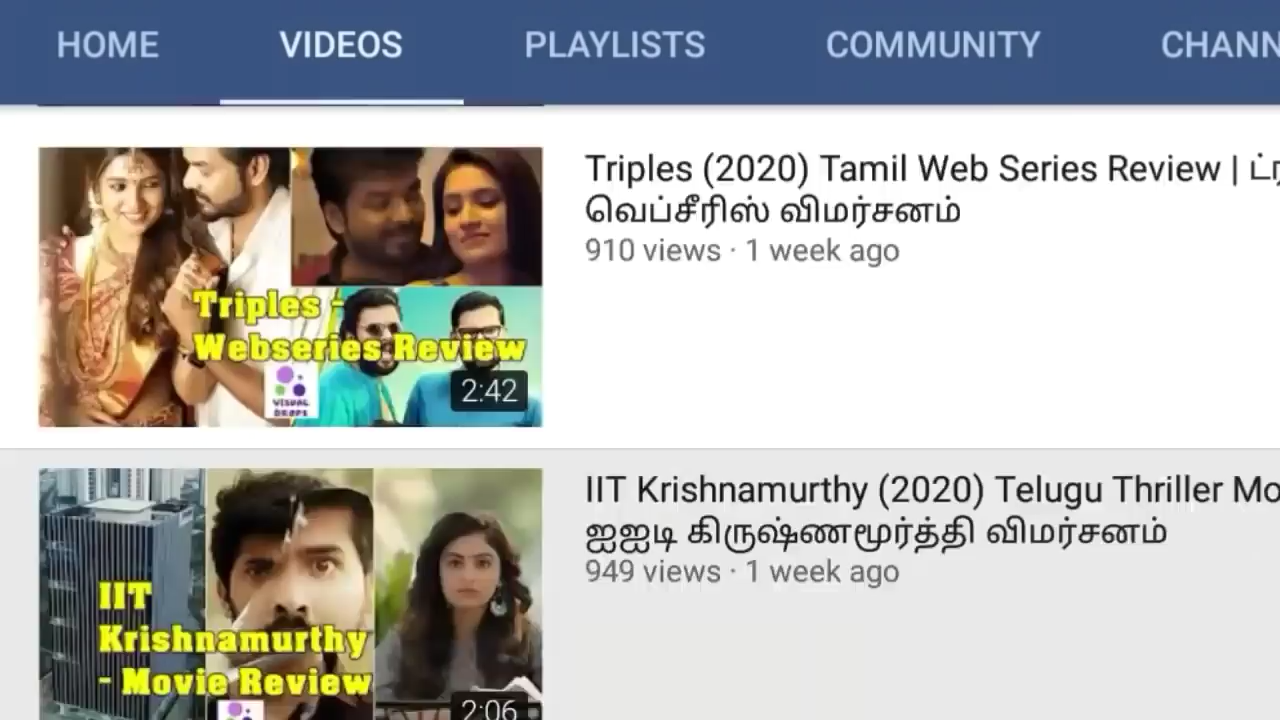 HOME VIDEOS PLAYLISTS COMMUNITY CHANN
Triples (2020) Tamil Web Series Review | ட்ர
வெப்சீரிஸ் விமர்சனம்
910 views · 1 week ago
Triples -
Webseries Review
VISUAL
DROPS
2:42
IIT Krishnamurthy (2020) Telugu Thriller Mo
ஐஐடி கிருஷ்ணமூர்த்தி விமர்சனம்
949 views · 1 week ago
IIT
Krishnamurthy
- Movie Review
2:06